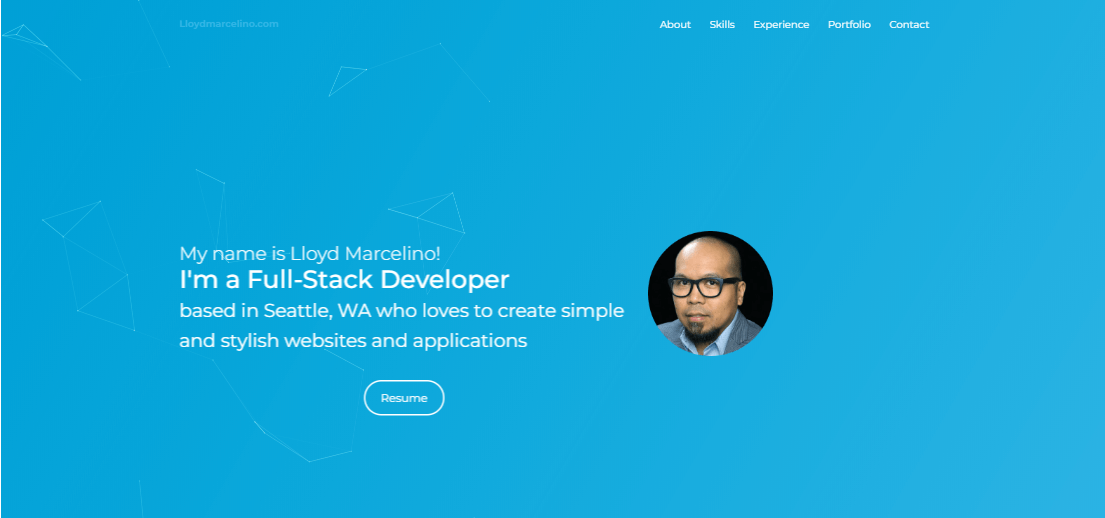 Lloydmarcelino.com
About Skills Experience Portfolio Contact
My name is Lloyd Marcelino!
I'm a Full-Stack Developer
based in Seattle, WA who loves to create simple
and stylish websites and applications
Resume